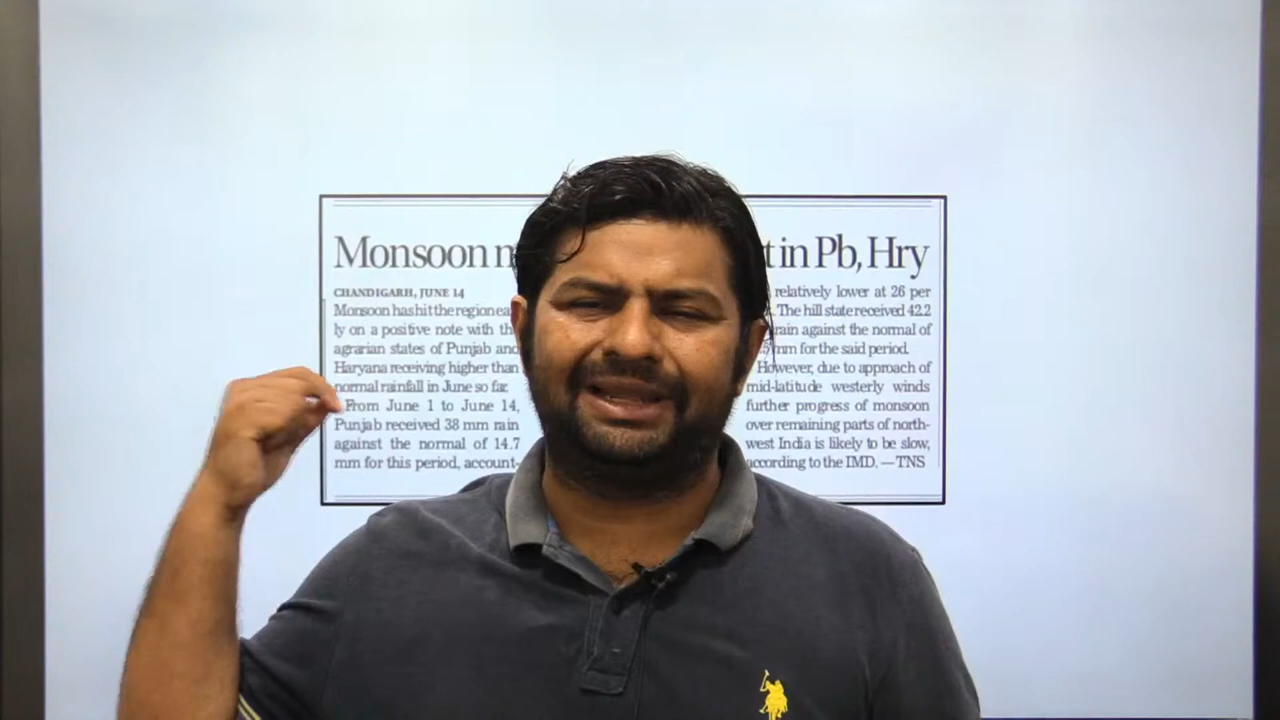 Monsoon
t in Pb, Hry
CHANDIGARH, JUNE 14
Monsoon has hit the region ea
ly on a positive note with th
agrarian states of Punjab and
Haryana receiving higher than
normal rainfall in June so far.
From June 1 to June 14,
Punjab received 38 mm rain
against the normal of 14.7
mm for this period, account-
relatively lower at 26 per
The hill state received 42.2
rain against the normal of
mm for the said period.
However, due to approach of
mid-latitude westerly winds
further progress of monsoon
over remaining parts of north-
west India is likely to be slow,
according to the IMD. — TNS